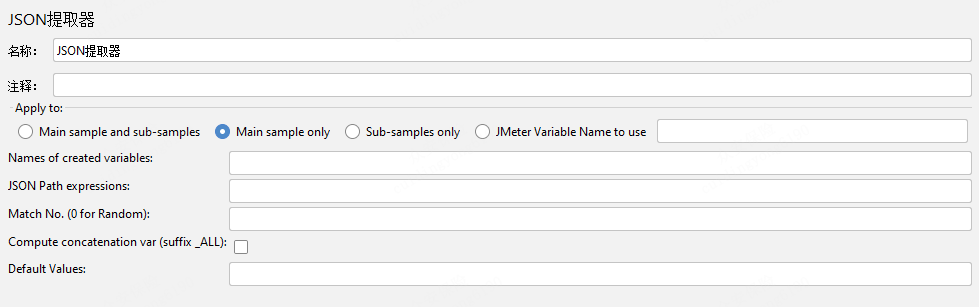 JSON提取器
名称： JSON提取器
注释：
Apply to:
Main sample and sub-samples Main sample only Sub-samples only JMeter Variable Name to use
Names of created variables:
JSON Path expressions:
Match No. (0 for Random):
Compute concatenation var (suffix _ALL):
Default Values: